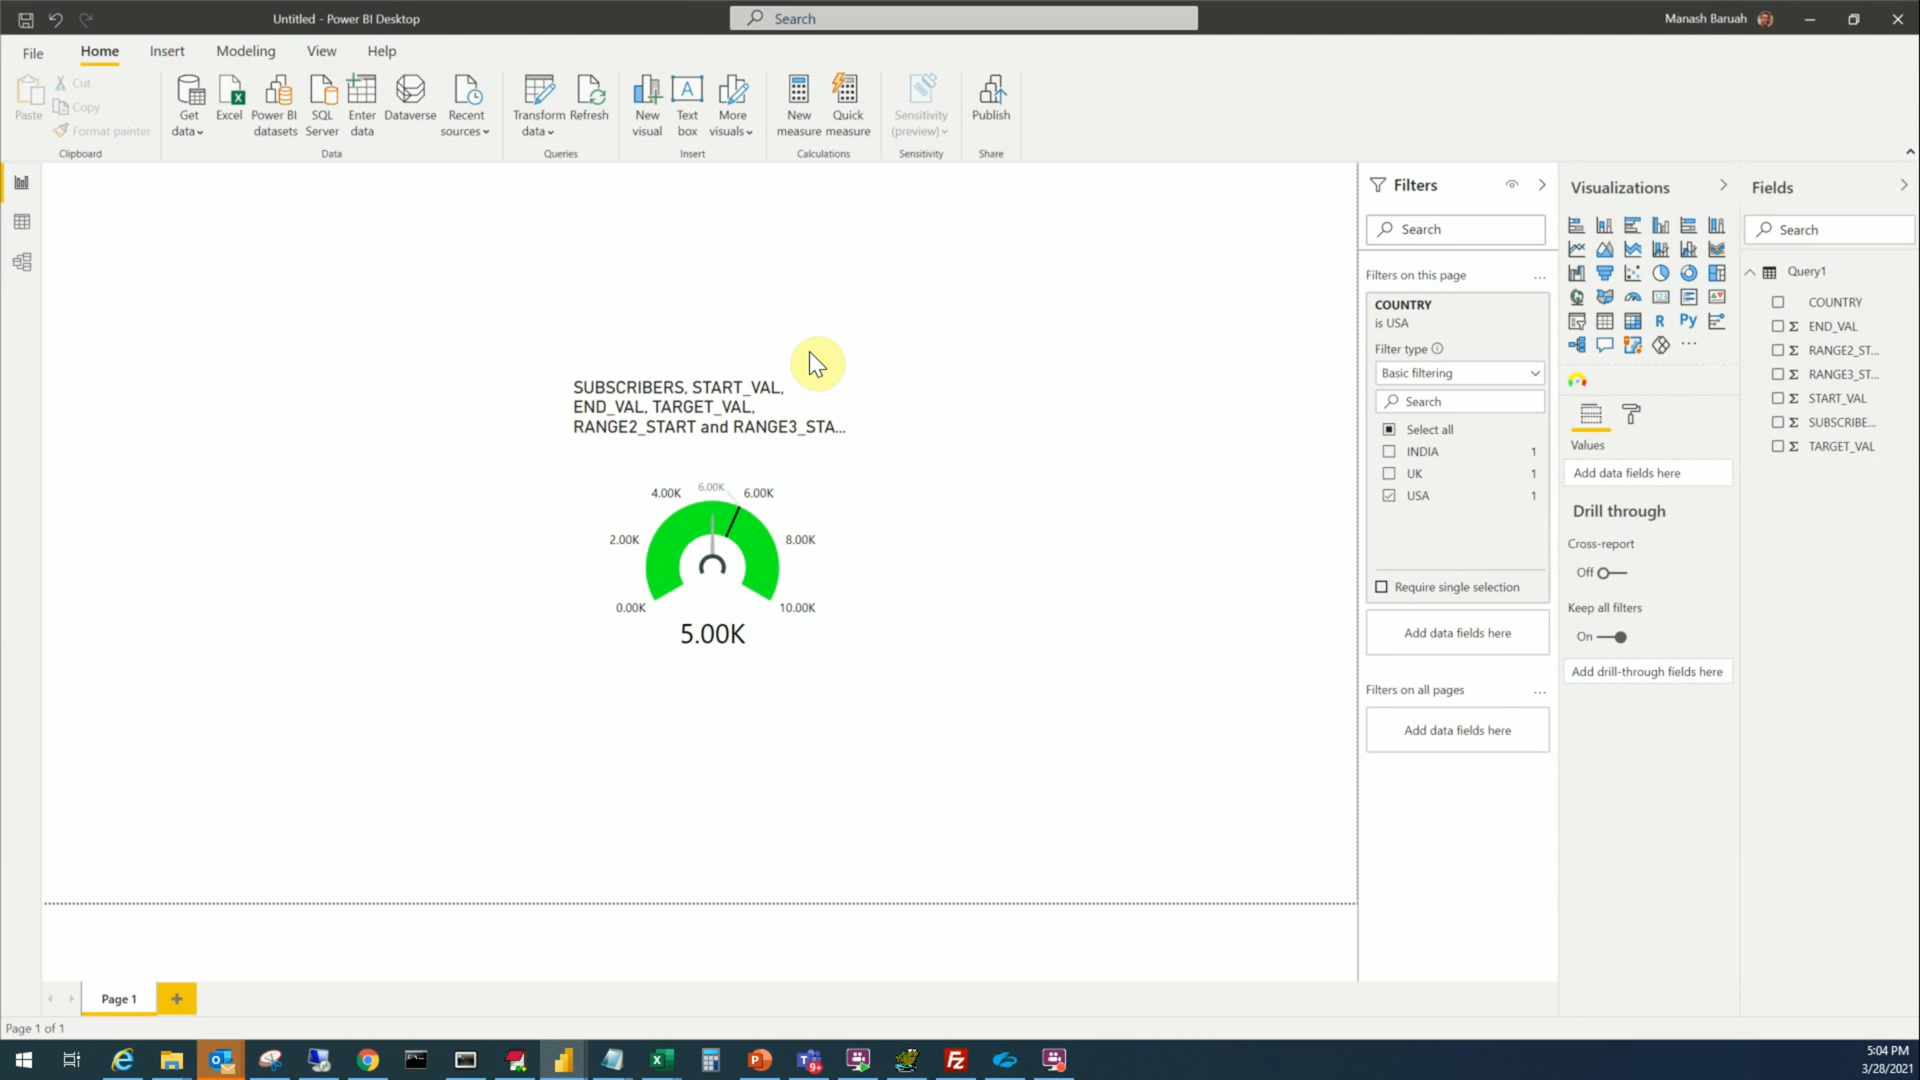 Untitled - Power BI Desktop
Search
Manash Baruah
File
Home
Insert
Modeling
View
Help
Paste
Cut
Copy
Format painter
Clipboard
Get data
Excel
Power BI datasets
SQL Server
Enter data
Dataverse
Recent sources
Data
Transform data
Refresh
Queries
New visual
Text box
More visuals
Insert
New measure
Quick measure
Calculations
Sensitivity (preview)
Sensitivity
Publish
Share
SUBSCRIBERS, START_VAL,
END_VAL, TARGET_VAL,
RANGE2_START and RANGE3_STA...
4.00K
6.00K
6.00K
2.00K
8.00K
0.00K
10.00K
5.00K
Filters
Search
Filters on this page
...
COUNTRY
is USA
Filter type
Basic filtering
Search
Select all
INDIA 1
UK 1
USA 1
Require single selection
Add data fields here
Filters on all pages
...
Add data fields here
Visualizations
R
Py
...
Values
Add data fields here
Drill through
Cross-report
Off
Keep all filters
On
Add drill-through fields here
Fields
Search
Query1
COUNTRY
Σ END_VAL
Σ RANGE2_ST...
Σ RANGE3_ST...
Σ START_VAL
Σ SUBSCRIBE...
Σ TARGET_VAL
Page 1
Page 1 of 1
5:04 PM
3/28/2021